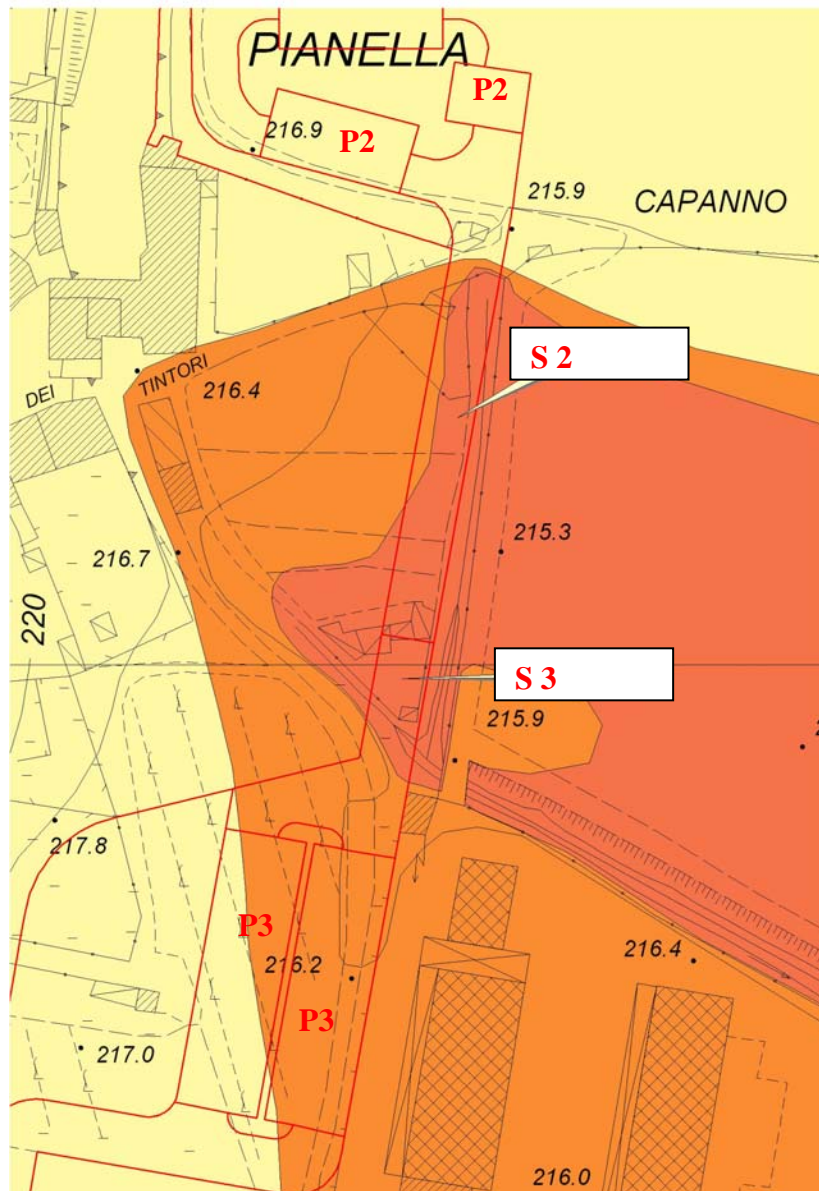 PIANELLA
P2
216.9
P2
215.9
CAPANNO
S 2
TINTORI
DEI
216.4
215.3
216.7
220
S 3
215.9
217.8
P3
216.2
216.4
P3
217.0
216.0